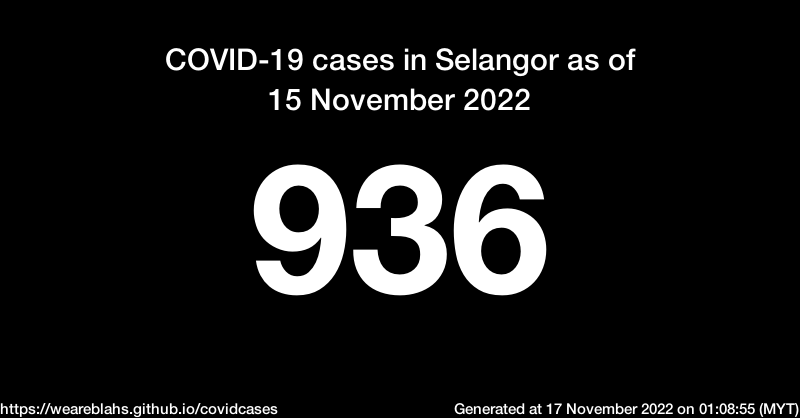 COVID-19 cases in Selangor as of
15 November 2022
936
https://weareblahs.github.io/covidcases
Generated at 17 November 2022 on 01:08:55 (MYT)